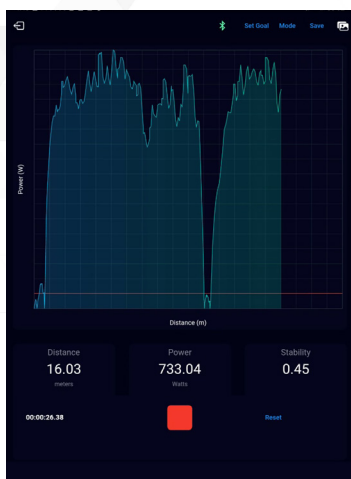 Set Goal Mode Save
Power (W)
Distance (m)
Distance Power Stability
16.03 733.04 0.45
meters Watts
00:00:26.38 Reset